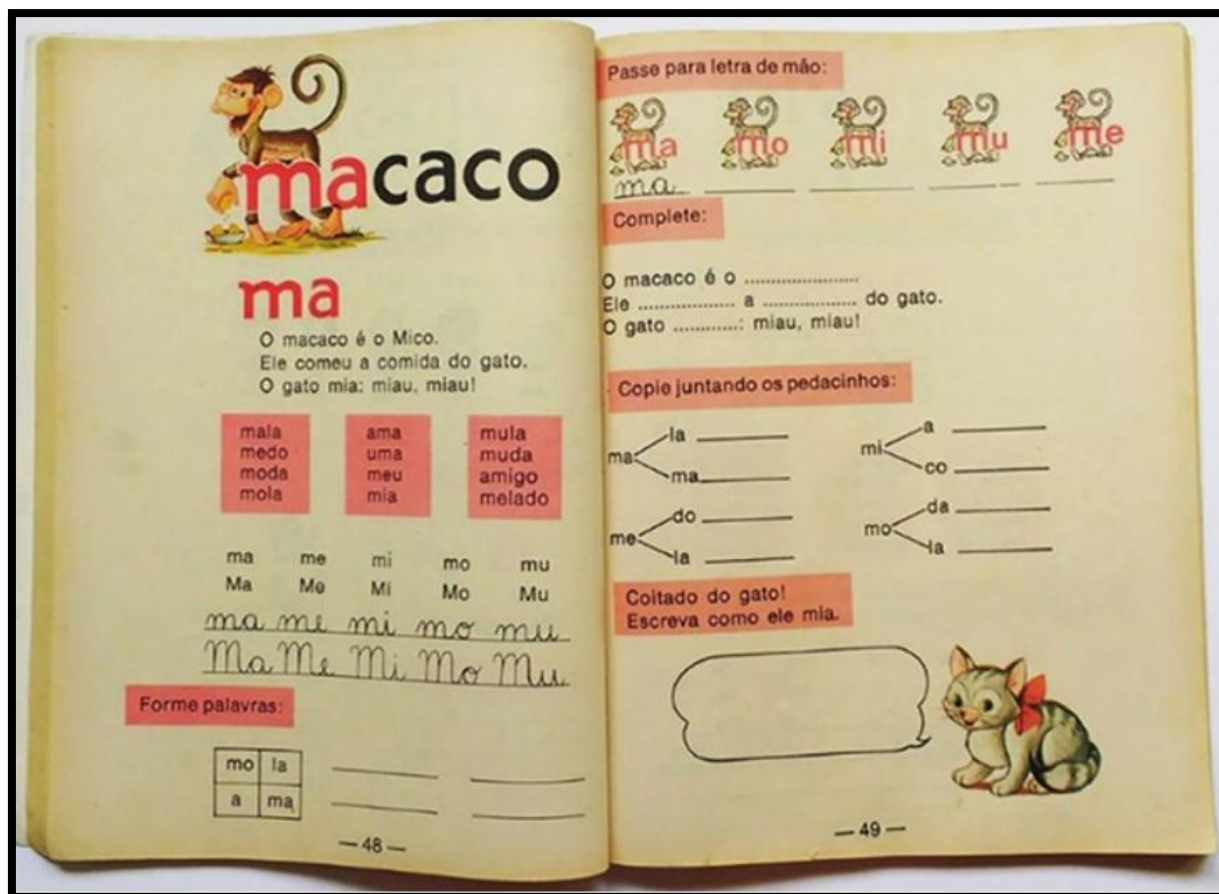 macaco
ma
O macaco é o Mico.
Ele comeu a comida do gato.
O gato mia: miau, miau!
mala ama mula
medo uma muda
moda meu amigo
mola mia melado
ma me mi mo mu
Ma Me Mi Mo Mu
ma me mi mo mu
Ma Me Mi Mo Mu
Forme palavras:
mo la
a ma
— 48 —
Passe para letra de mão:
ma mo mi mu me
ma
Complete:
O macaco é o ......................
Ele .................. a .................. do gato.
O gato .............: miau, miau!
Copie juntando os pedacinhos:
ma la
ma
mi a
co
me do
la
mo da
la
Coitado do gato!
Escreva como ele mia.
— 49 —